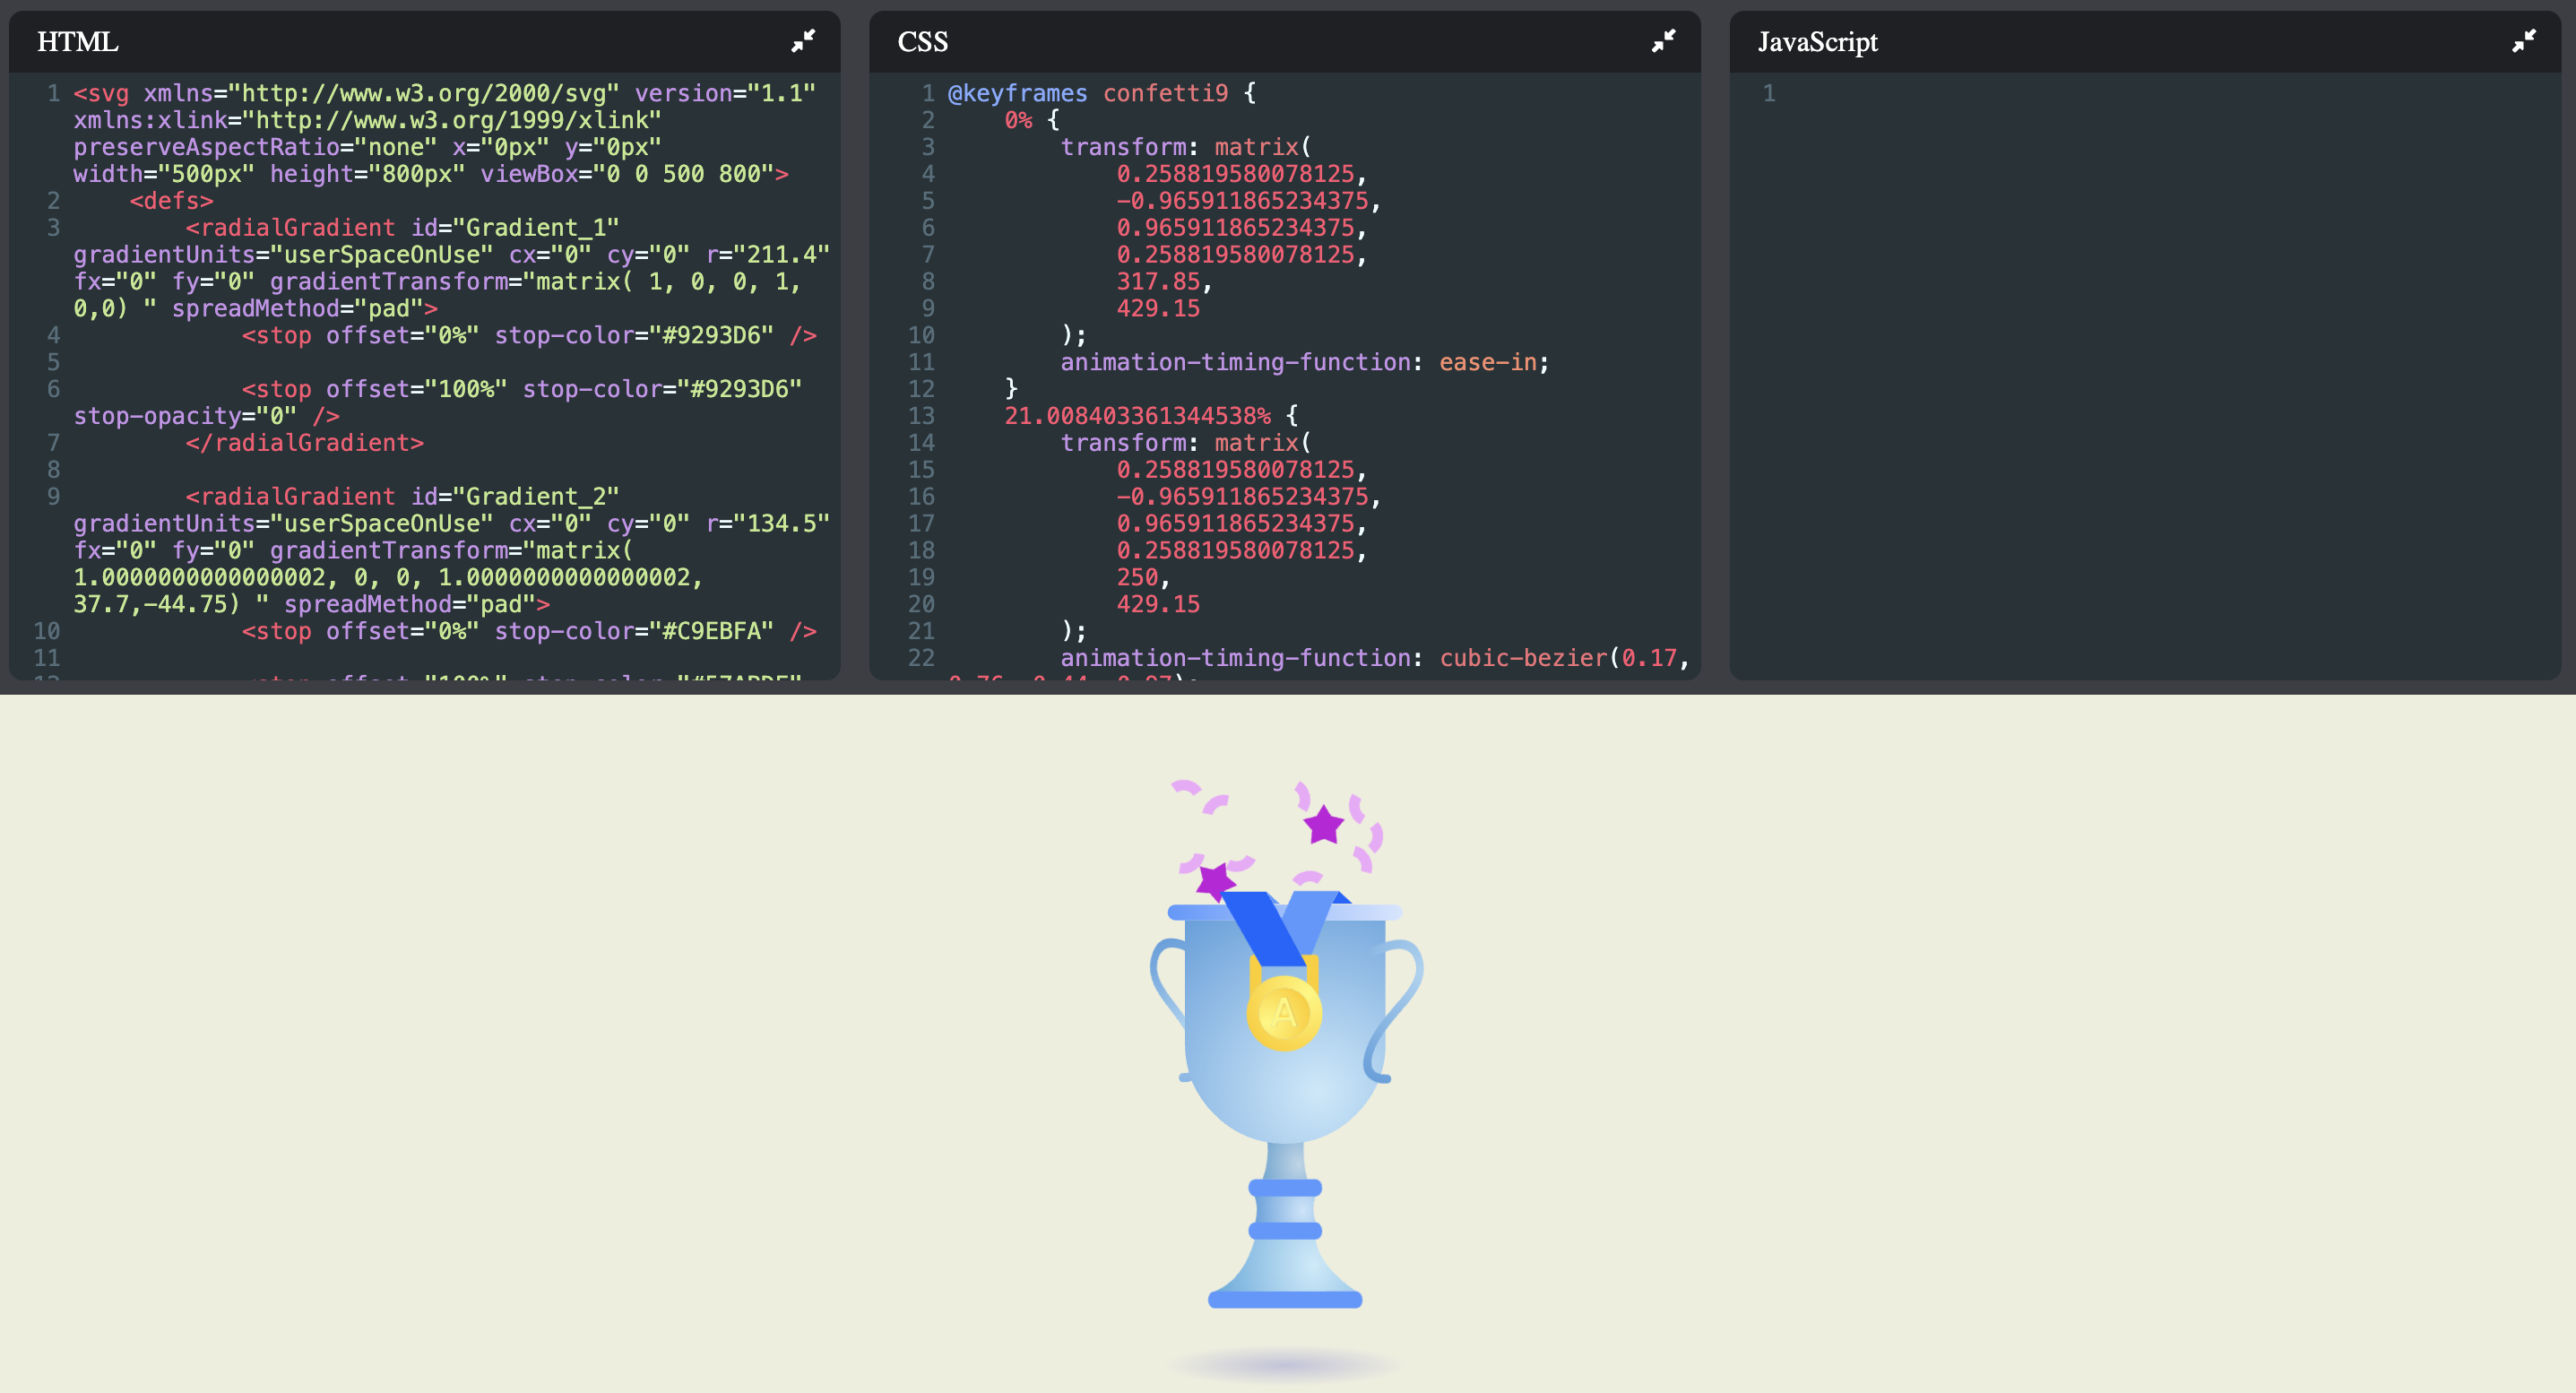 HTML
1 <svg xmlns="http://www.w3.org/2000/svg" version="1.1"
xmlns:xlink="http://www.w3.org/1999/xlink"
preserveAspectRatio="none" x="0px" y="0px"
width="500px" height="800px" viewBox="0 0 500 800">
2 <defs>
3 <radialGradient id="Gradient_1"
gradientUnits="userSpaceOnUse" cx="0" cy="0" r="211.4"
fx="0" fy="0" gradientTransform="matrix( 1, 0, 0, 1,
0,0) " spreadMethod="pad">
4 <stop offset="0%" stop-color="#9293D6" />
5
6 <stop offset="100%" stop-color="#9293D6"
stop-opacity="0" />
7 </radialGradient>
8
9 <radialGradient id="Gradient_2"
gradientUnits="userSpaceOnUse" cx="0" cy="0" r="134.5"
fx="0" fy="0" gradientTransform="matrix(
1.0000000000000002, 0, 0, 1.0000000000000002,
37.7,-44.75) " spreadMethod="pad">
10 <stop offset="0%" stop-color="#C9EBFA" />
11
CSS
1 @keyframes confetti9 {
2 0% {
3 transform: matrix(
4 0.258819580078125,
5 -0.965911865234375,
6 0.965911865234375,
7 0.258819580078125,
8 317.85,
9 429.15
10 );
11 animation-timing-function: ease-in;
12 }
13 21.008403361344538% {
14 transform: matrix(
15 0.258819580078125,
16 -0.965911865234375,
17 0.965911865234375,
18 0.258819580078125,
19 250,
20 429.15
21 );
22 animation-timing-function: cubic-bezier(0.17,
JavaScript
1
A